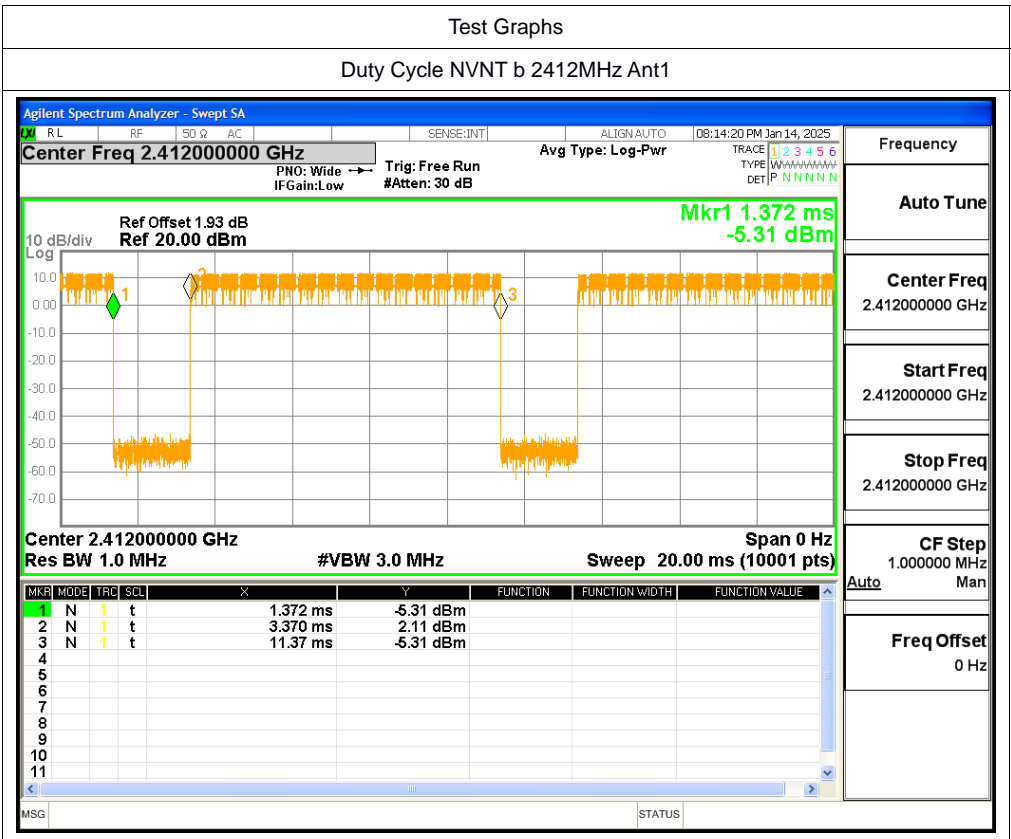 Test Graphs
Duty Cycle NVNT b 2412MHz Ant1
Agilent Spectrum Analyzer - Swept SA
LXI RL RF 50 Ω AC SENSE:INT ALIGN AUTO 08:14:20 PM Jan 14, 2025
Center Freq 2.412000000 GHz
PNO: Wide
IFGain:Low
Trig: Free Run
#Atten: 30 dB
Avg Type: Log-Pwr
TRACE 1 2 3 4 5 6
TYPE WWWWWW
DET P N N N N N
Mkr1 1.372 ms
-5.31 dBm
Ref Offset 1.93 dB
10 dB/div Ref 20.00 dBm
Log
10.0
0.00
-10.0
-20.0
-30.0
-40.0
-50.0
-60.0
-70.0
1
2
3
Center 2.412000000 GHz Span 0 Hz
Res BW 1.0 MHz #VBW 3.0 MHz Sweep 20.00 ms (10001 pts)
MKR MODE TRC SCL X Y FUNCTION FUNCTION WIDTH FUNCTION VALUE
1 N 1 t 1.372 ms -5.31 dBm
2 N 1 t 3.370 ms 2.11 dBm
3 N 1 t 11.37 ms -5.31 dBm
4
5
6
7
8
9
10
11
MSG STATUS
Frequency
Auto Tune
Center Freq
2.412000000 GHz
Start Freq
2.412000000 GHz
Stop Freq
2.412000000 GHz
CF Step
1.000000 MHz
Auto Man
Freq Offset
0 Hz